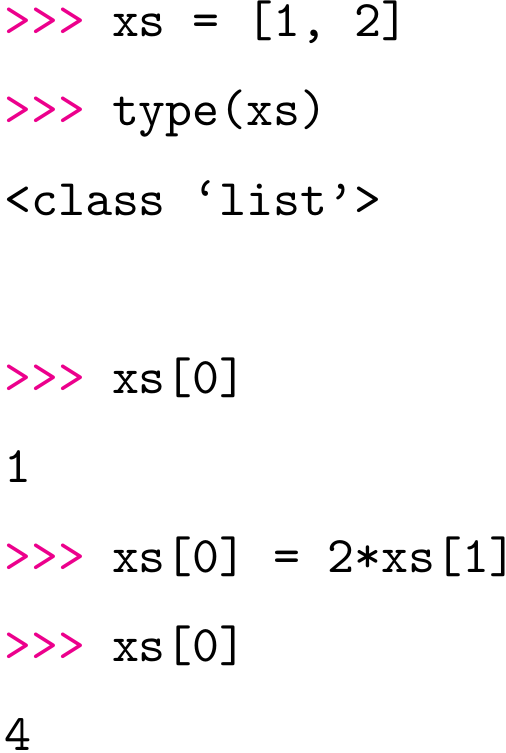 >>> xs = [1, 2]
>>> type(xs)
<class ‘list’>
>>> xs[0]
1
>>> xs[0] = 2*xs[1]
>>> xs[0]
4